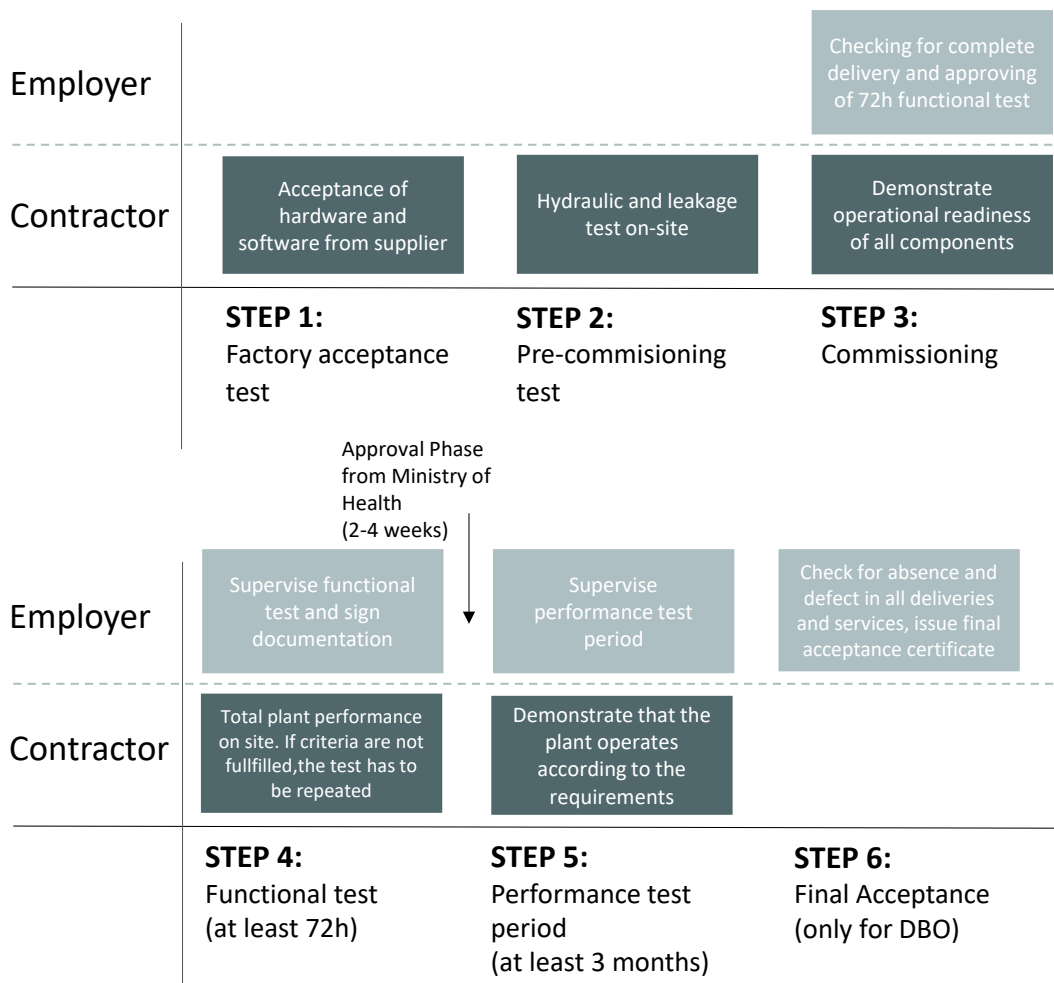 Employer
Checking for complete
delivery and approving
of 72h functional test
Contractor
Acceptance of
hardware and
software from supplier
Hydraulic and leakage
test on-site
Demonstrate
operational readiness
of all components
STEP 1:
Factory acceptance
test
STEP 2:
Pre-commisioning
test
STEP 3:
Commissioning
Approval Phase
from Ministry of
Health
(2-4 weeks)
Employer
Supervise functional
test and sign
documentation
Supervise
performance test
period
Check for absence and
defect in all deliveries
and services, issue final
acceptance certificate
Contractor
Total plant performance
on site. If criteria are not
fullfilled,the test has to
be repeated
Demonstrate that the
plant operates
according to the
requirements
STEP 4:
Functional test
(at least 72h)
STEP 5:
Performance test
period
(at least 3 months)
STEP 6:
Final Acceptance
(only for DBO)